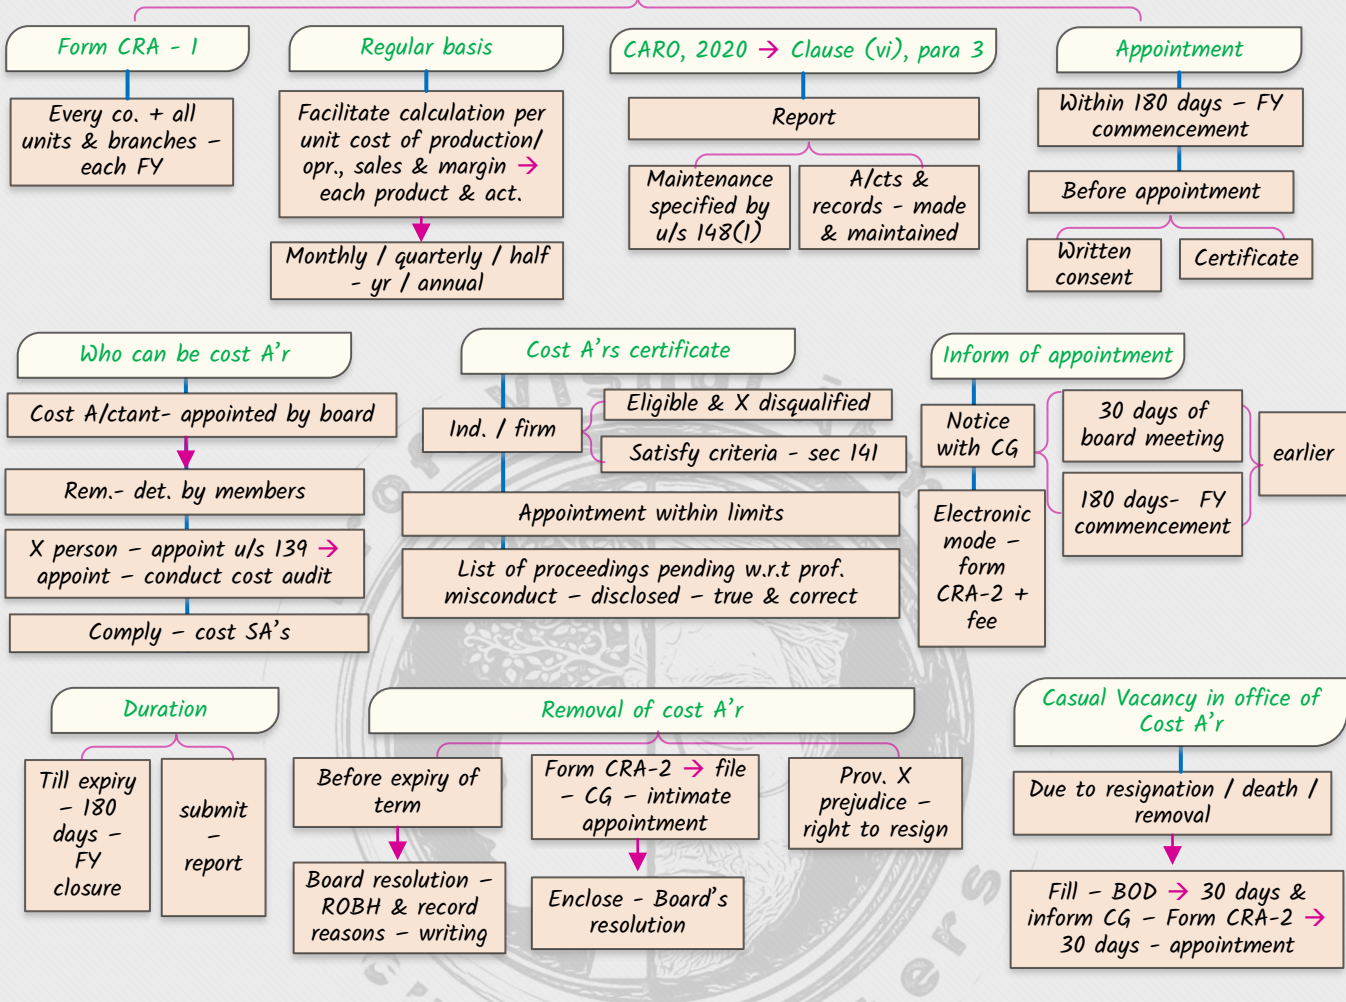 Form CRA - 1
Every co. + all
units & branches –
each FY
Regular basis
Facilitate calculation per
unit cost of production/
opr., sales & margin →
each product & act.
Monthly / quarterly / half
- yr / annual
CARO, 2020 → Clause (vi), para 3
Report
Maintenance
specified by
u/s 148(1)
A/cts &
records - made
& maintained
Appointment
Within 180 days – FY
commencement
Before appointment
Written
consent
Certificate
Who can be cost A'r
Cost A/ctant- appointed by board
Rem.- det. by members
X person – appoint u/s 139 →
appoint – conduct cost audit
Comply – cost SA's
Cost A'rs certificate
Ind. / firm
Eligible & X disqualified
Satisfy criteria - sec 141
Appointment within limits
List of proceedings pending w.r.t prof.
misconduct – disclosed – true & correct
Inform of appointment
Notice
with CG
30 days of
board meeting
180 days- FY
commencement
earlier
Electronic
mode –
form
CRA-2 +
fee
Duration
Till expiry
– 180
days –
FY
closure
submit
–
report
Removal of cost A'r
Before expiry of
term
Board resolution –
ROBH & record
reasons – writing
Form CRA-2 → file
– CG – intimate
appointment
Enclose - Board's
resolution
Prov. X
prejudice –
right to resign
Casual Vacancy in office of
Cost A'r
Due to resignation / death /
removal
Fill – BOD → 30 days &
inform CG – Form CRA-2 →
30 days - appointment